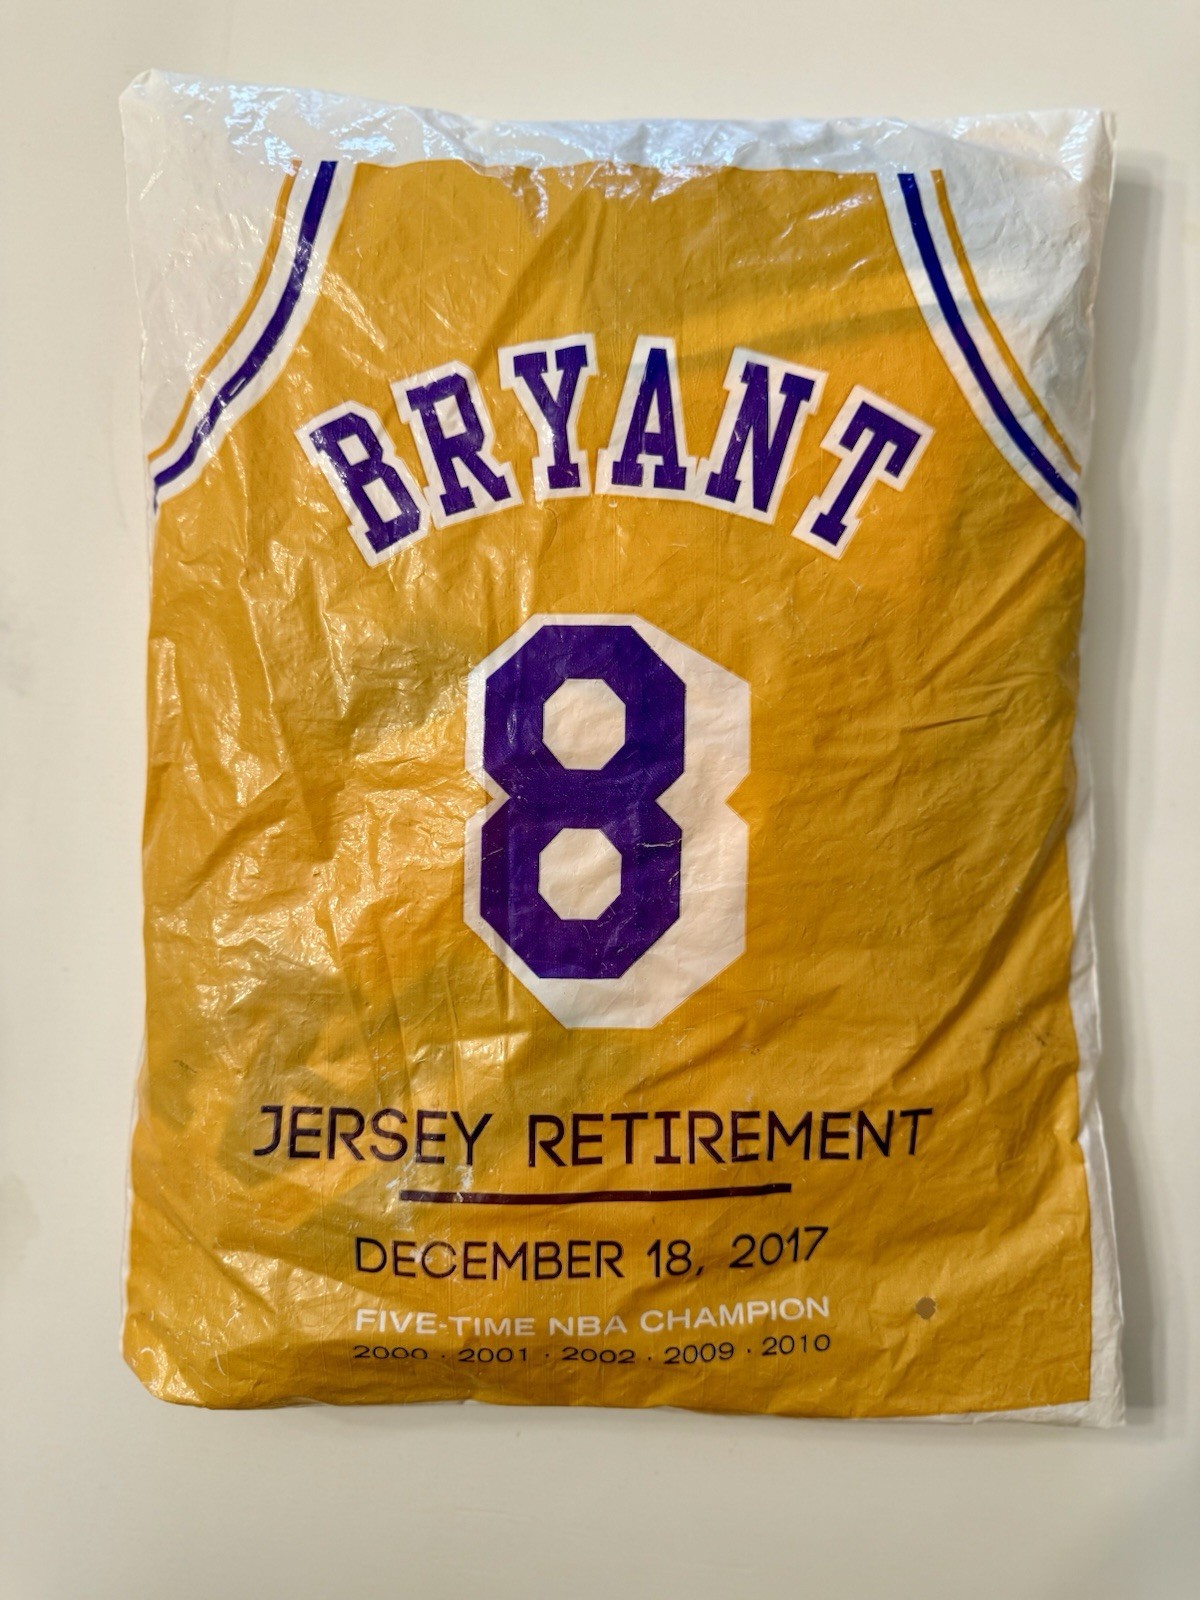 BRYANT
8
JERSEY RETIREMENT
DECEMBER 18, 2017
FIVE-TIME NBA CHAMPION
2000 · 2001 · 2002 · 2009 · 2010